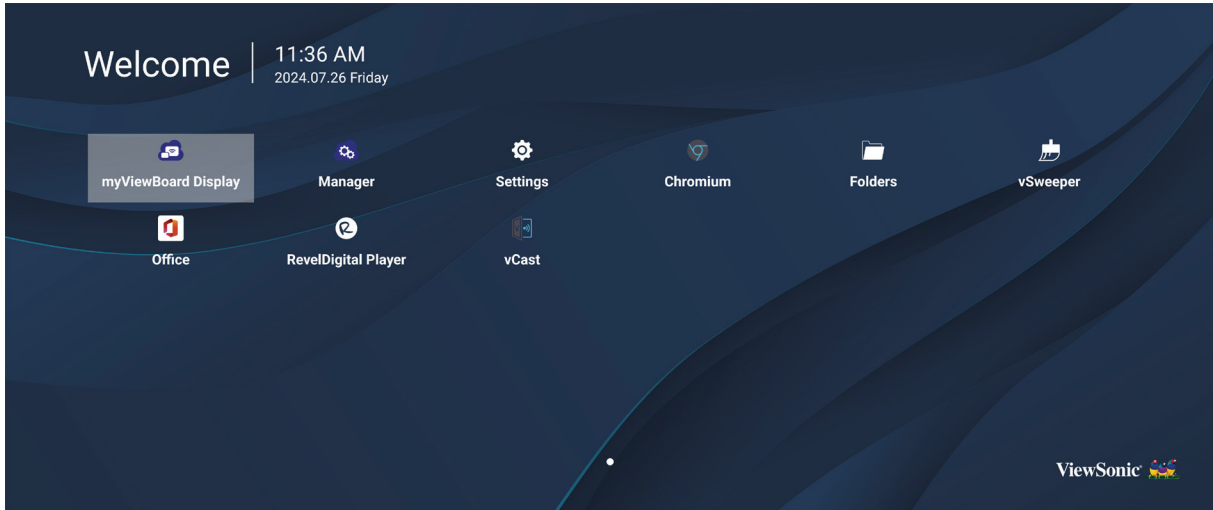 Welcome
11:36 AM
2024.07.26 Friday
myViewBoard Display
Manager
Settings
Chromium
Folders
vSweeper
Office
RevelDigital Player
vCast
ViewSonic